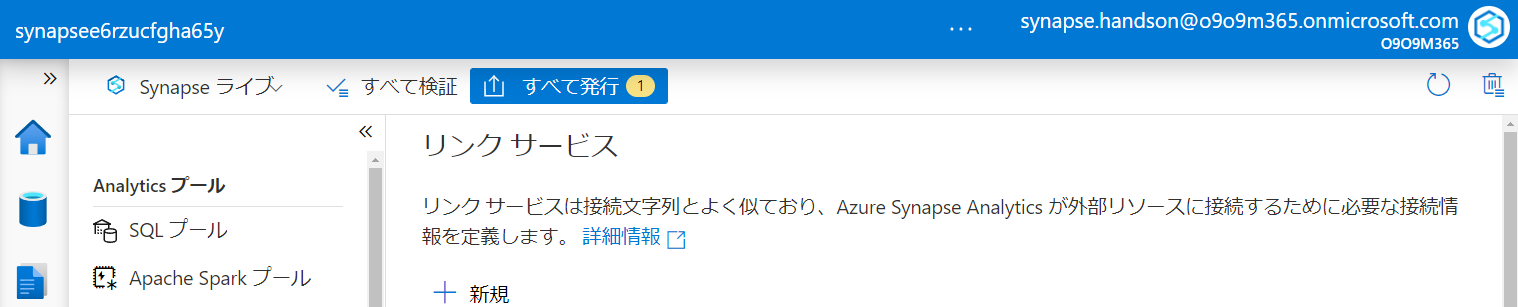 synapsee6rzucfgha65y
synapse.handson@o9o9m365.onmicrosoft.com
O9O9M365
Synapse ライブ
すべて検証
すべて発行 1
リンク サービス
Analytics プール
リンク サービスは接続文字列とよく似ており、Azure Synapse Analytics が外部リソースに接続するために必要な接続情
報を定義します。 詳細情報
SQL プール
Apache Spark プール
新規